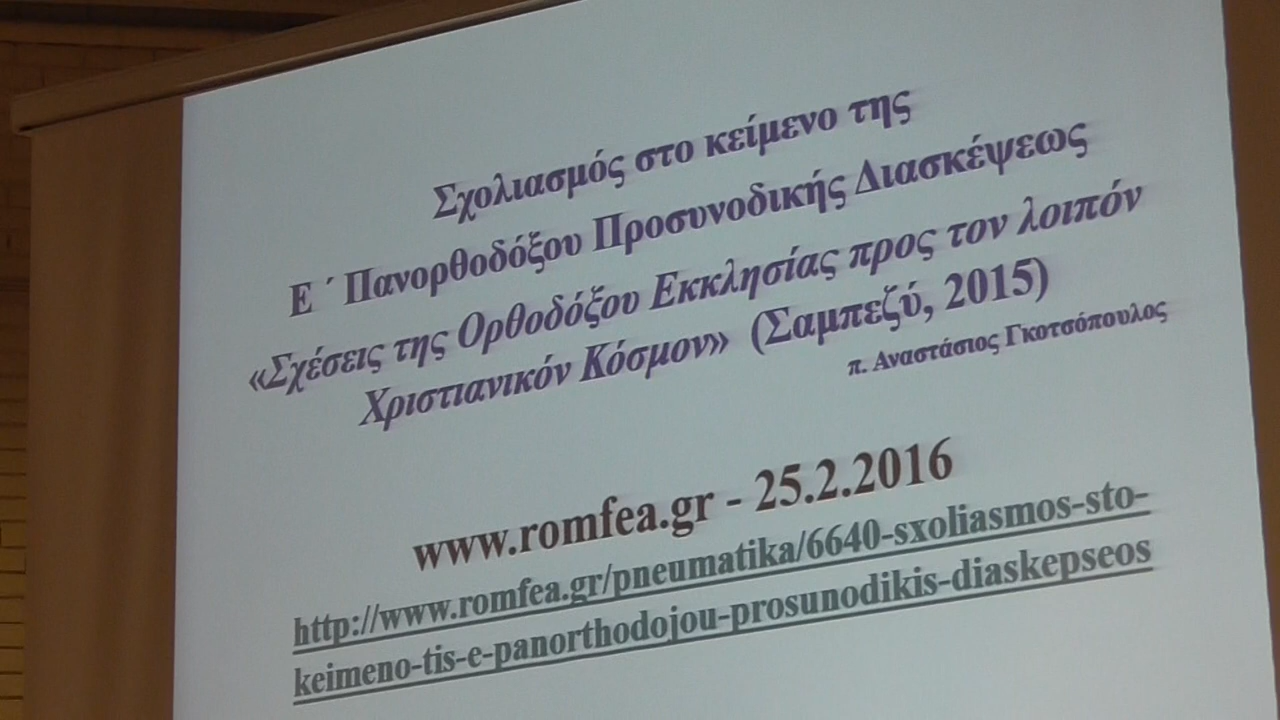 Σχολιασμός στο κείμενο της
Ε ΄ Πανορθοδόξου Προσυνοδικής Διασκέψεως
«Σχέσεις της Ορθοδόξου Εκκλησίας προς τον λοιπόν
Χριστιανικόν Κόσμον» (Σαμπεζύ, 2015)
π. Αναστάσιος Γκοτσόπουλος
www.romfea.gr - 25.2.2016
http://www.romfea.gr/pneumatika/6640-sxoliasmos-sto-
keimeno-tis-e-panorthodojou-prosunodikis-diaskepseos